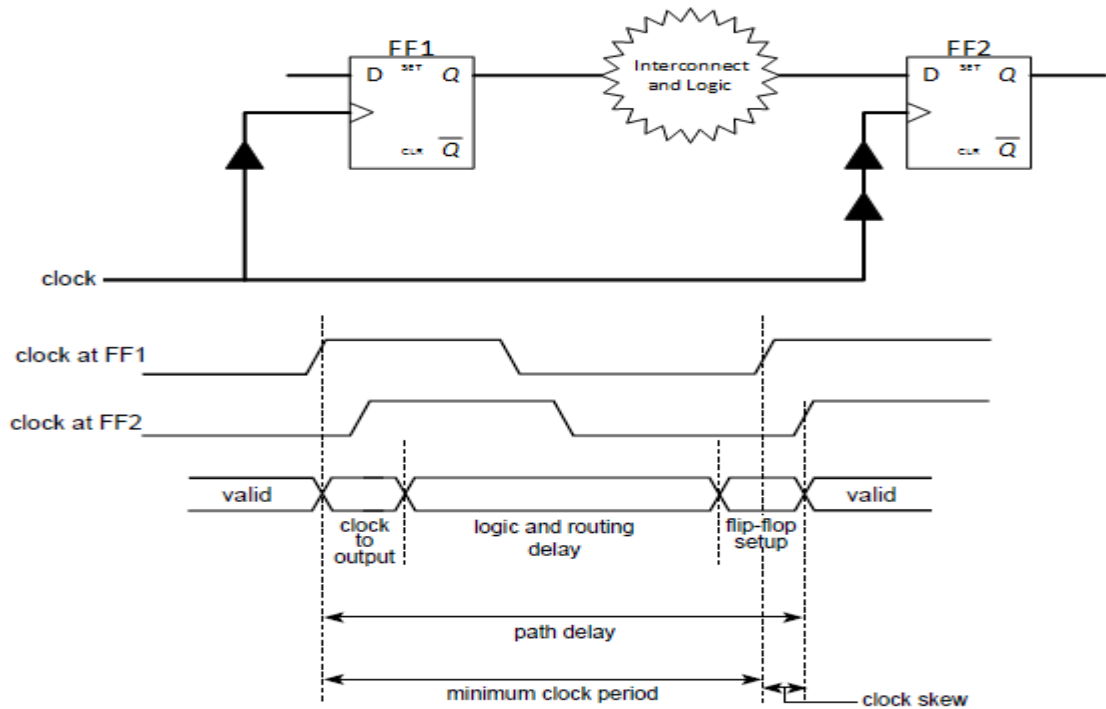 FF1
FF2
D SET Q
Interconnect
and Logic
D SET Q
CLR Q
CLR Q
clock
clock at FF1
clock at FF2
valid
valid
clock
to
output
logic and routing
delay
flip-flop
setup
path delay
minimum clock period
clock skew